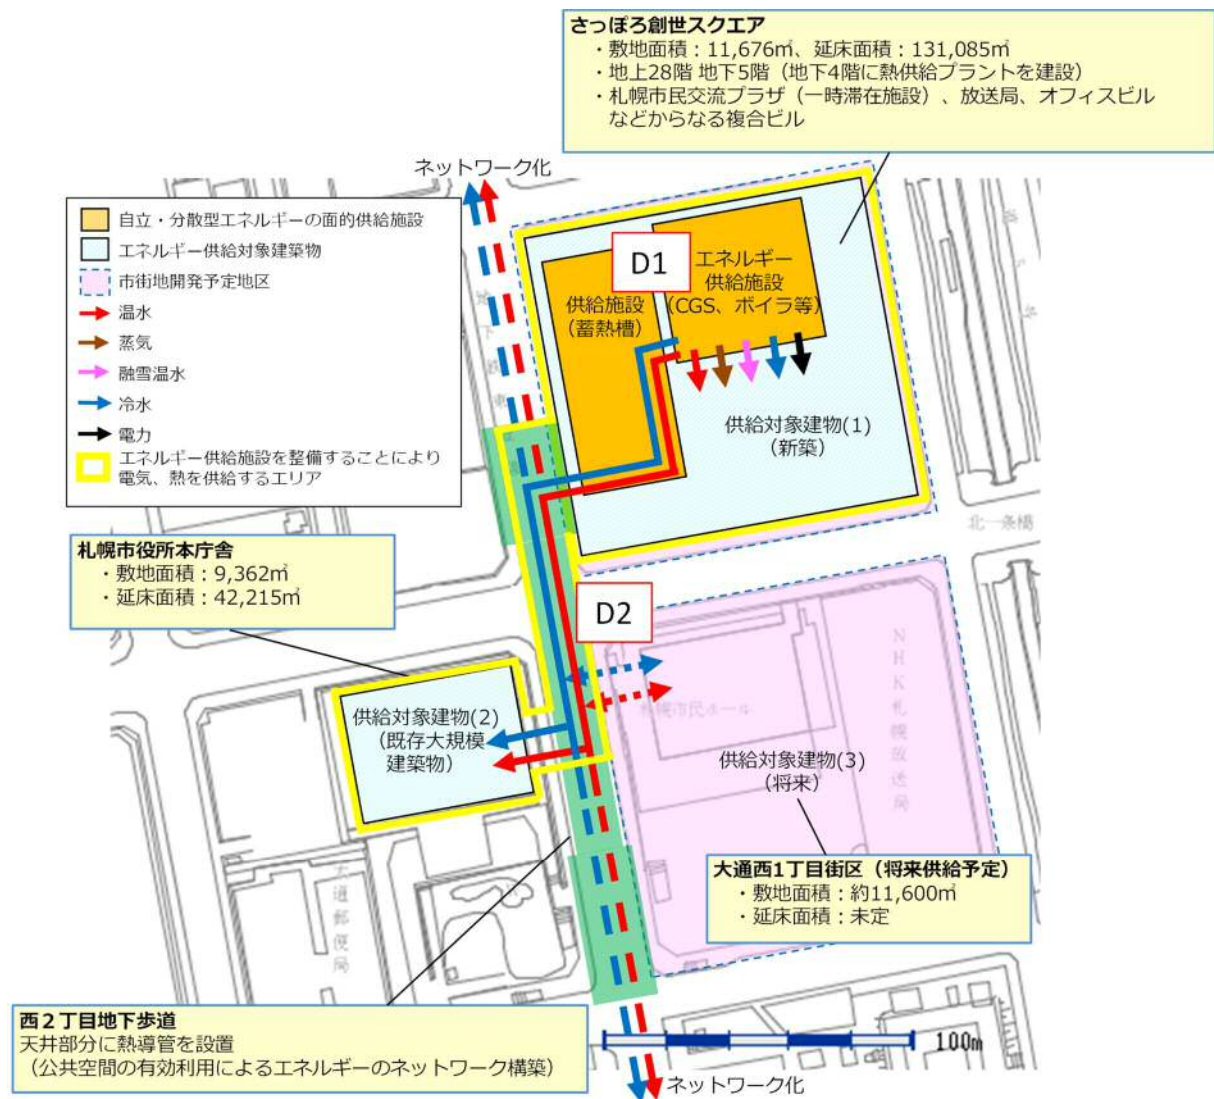 さっぽろ創世スクエア
・敷地面積：11,676㎡、延床面積：131,085㎡
・地上28階 地下5階（地下4階に熱供給プラントを建設）
・札幌市民交流プラザ（一時滞在施設）、放送局、オフィスビル
などからなる複合ビル
ネットワーク化
自立・分散型エネルギーの面的供給施設
エネルギー供給対象建築物
市街地開発予定地区
温水
蒸気
融雪温水
冷水
電力
エネルギー供給施設を整備することにより
電気、熱を供給するエリア
D1
エネルギー
供給施設
（CGS、ボイラ等）
供給施設
（蓄熱槽）
供給対象建物(1)
（新築）
北一条橋
札幌市役所本庁舎
・敷地面積：9,362㎡
・延床面積：42,215㎡
D2
供給対象建物(2)
（既存大規模
建築物）
札幌市民ホール
NHK札幌放送局
供給対象建物(3)
（将来）
大通西1丁目街区（将来供給予定）
・敷地面積：約11,600㎡
・延床面積：未定
大通郵便局
西２丁目地下歩道
天井部分に熱導管を設置
（公共空間の有効利用によるエネルギーのネットワーク構築）
100m
ネットワーク化